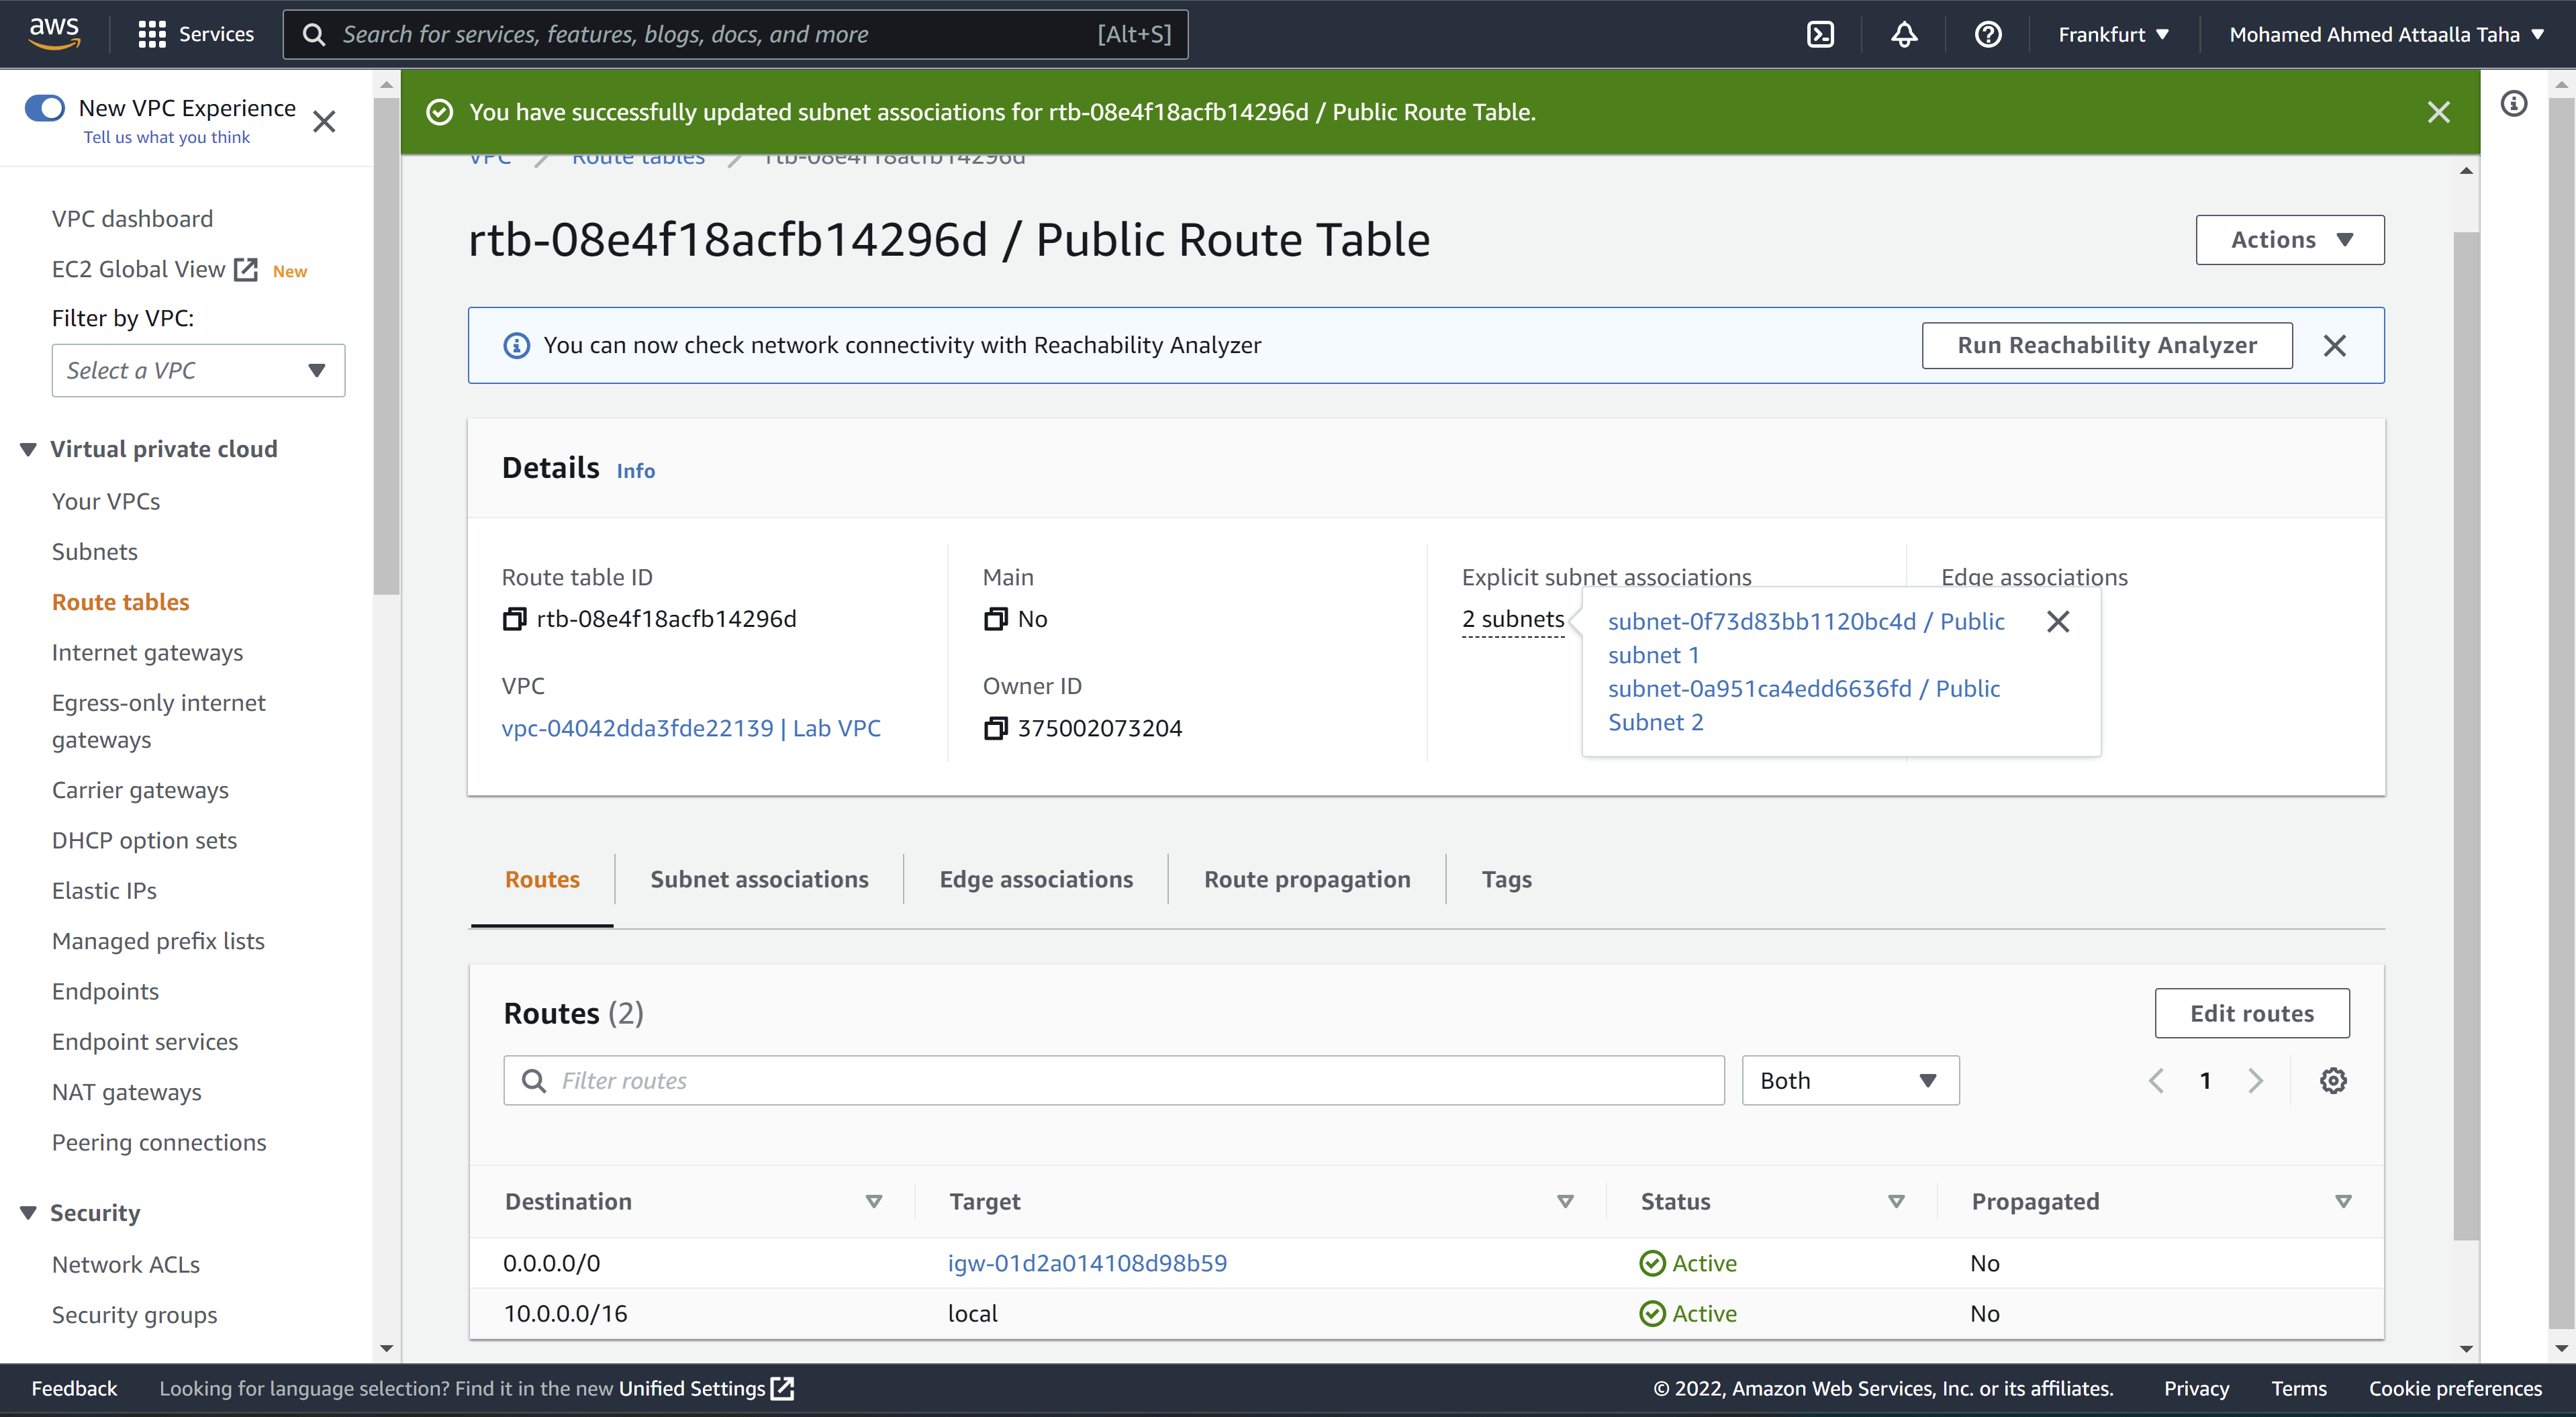 aws
Services
Search for services, features, blogs, docs, and more
[Alt+S]
Frankfurt
Mohamed Ahmed Attaalla Taha
New VPC Experience
Tell us what you think
VPC dashboard
EC2 Global View
New
Filter by VPC:
Select a VPC
Virtual private cloud
Your VPCs
Subnets
Route tables
Internet gateways
Egress-only internet
gateways
Carrier gateways
DHCP option sets
Elastic IPs
Managed prefix lists
Endpoints
Endpoint services
NAT gateways
Peering connections
Security
Network ACLs
Security groups
You have successfully updated subnet associations for rtb-08e4f18acfb14296d / Public Route Table.
VPC
Route tables
rtb-08e4f18acfb14296d
rtb-08e4f18acfb14296d / Public Route Table
Actions
You can now check network connectivity with Reachability Analyzer
Run Reachability Analyzer
Details
Info
Route table ID
rtb-08e4f18acfb14296d
Main
No
Explicit subnet associations
2 subnets
Edge associations
subnet-0f73d83bb1120bc4d / Public
subnet 1
subnet-0a951ca4edd6636fd / Public
Subnet 2
VPC
vpc-04042dda3fde22139 | Lab VPC
Owner ID
375002073204
Routes
Subnet associations
Edge associations
Route propagation
Tags
Routes (2)
Edit routes
Filter routes
Both
1
Destination
Target
Status
Propagated
0.0.0.0/0
igw-01d2a014108d98b59
Active
No
10.0.0.0/16
local
Active
No
Feedback
Looking for language selection? Find it in the new Unified Settings
© 2022, Amazon Web Services, Inc. or its affiliates.
Privacy
Terms
Cookie preferences